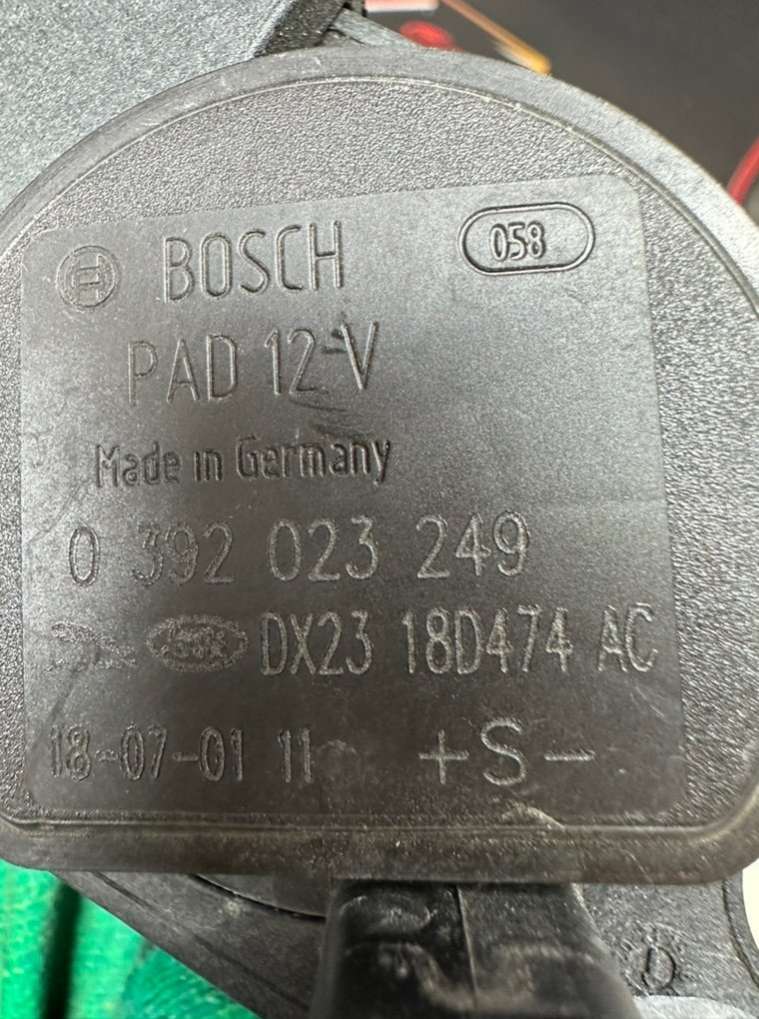 BOSCH 058
PAD 12-V
Made in Germany
0 392 023 249
DX23 18D474 AC
18-07-01 11
+S-